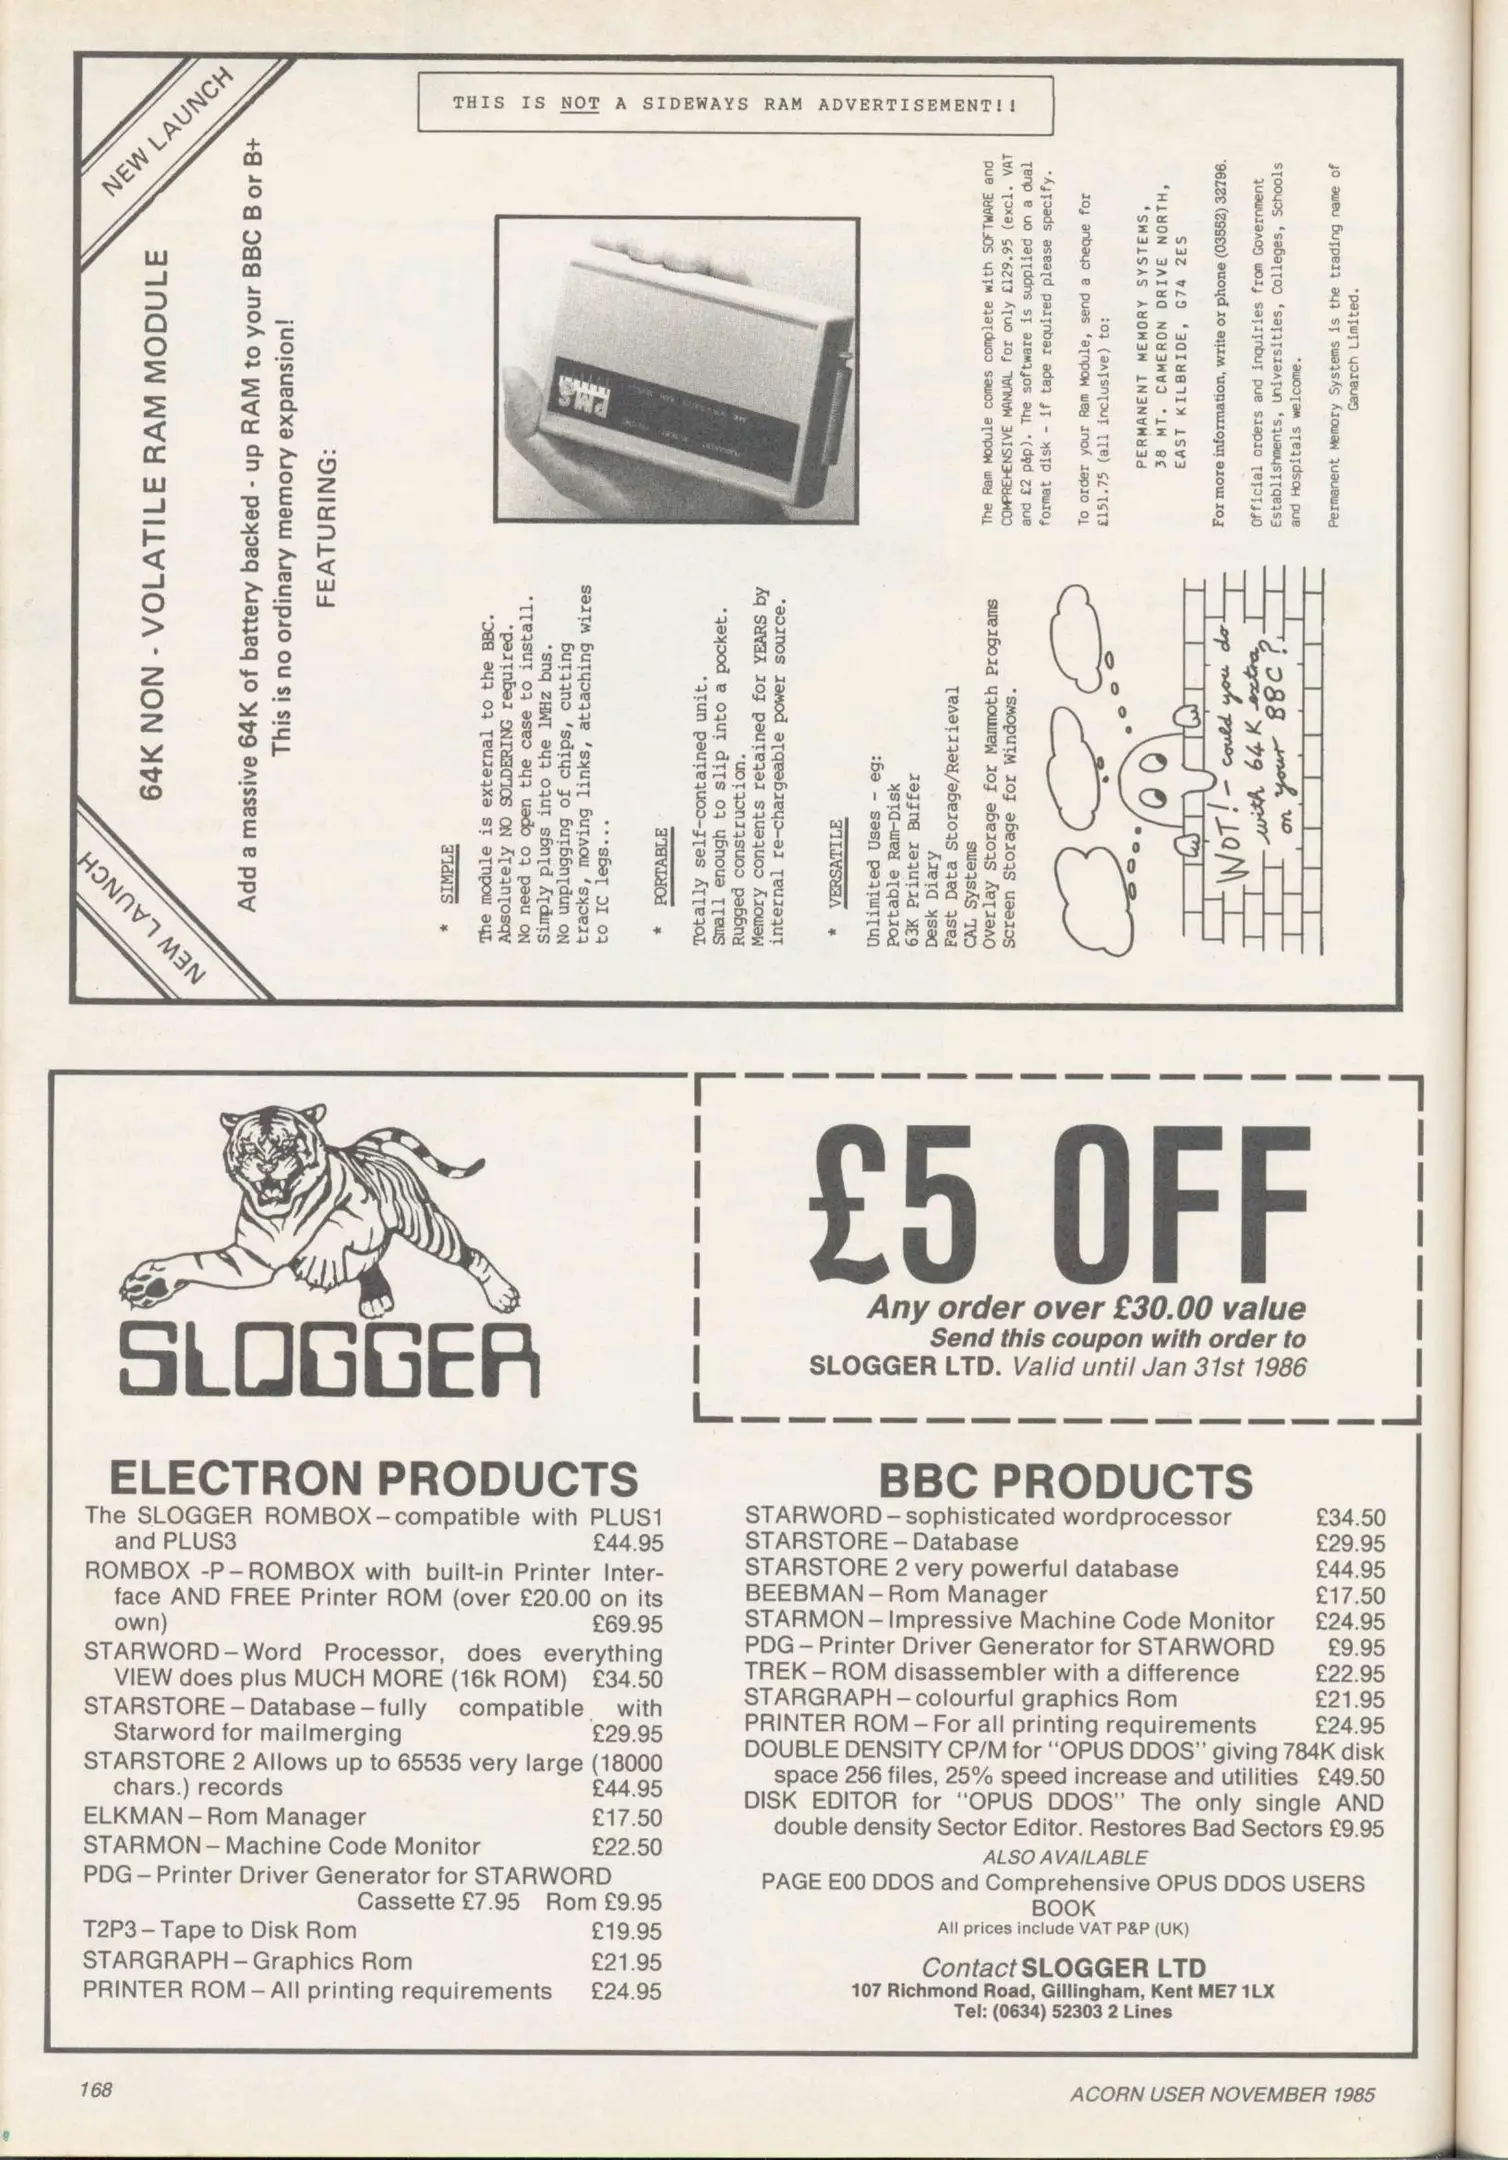 THIS IS NOT A SIDEWAYS RAM ADVERTISEMENT!!
NEW LAUNCH
NEW LAUNCH
64K NON - VOLATILE RAM MODULE
Add a massive 64K of battery backed - up RAM to your BBC B or B+
This is no ordinary memory expansion!
FEATURING:
* SIMPLE
The module is external to the BBC.
Absolutely NO SOLDERING required.
No need to open the case to install.
Simply plugs into the 1MHz bus.
No unplugging of chips, cutting
tracks, moving links, attaching wires
to IC legs...
* PORTABLE
Totally self-contained unit.
Small enough to slip into a pocket.
Rugged construction.
Memory contents retained for YEARS by
internal re-chargeable power source.
* VERSATILE
Unlimited Uses - eg:
Portable Ram-Disk
63K Printer Buffer
Desk Diary
Fast Data Storage/Retrieval
CAL Systems
Overlay Storage for Mammoth Programs
Screen Storage for Windows.
WOT! - could you do
with 64K extra
on your BBC?
PMS
The Ram Module comes complete with SOFTWARE and
COMPREHENSIVE MANUAL for only £129.95 (excl. VAT
and £2 p&p). The software is supplied on a dual
format disk - if tape required please specify.
To order your Ram Module, send a cheque for
£151.75 (all inclusive) to:
PERMANENT MEMORY SYSTEMS,
38 MT. CAMERON DRIVE NORTH,
EAST KILBRIDE, G74 2ES
For more information, write or phone (03552) 32796.
Official orders and inquiries from Government
Establishments, Universities, Colleges, Schools
and Hospitals welcome.
Permanent Memory Systems is the trading name of
Ganarch Limited.
SLOGGER
£5 OFF
Any order over £30.00 value
Send this coupon with order to
SLOGGER LTD. Valid until Jan 31st 1986
ELECTRON PRODUCTS
The SLOGGER ROMBOX – compatible with PLUS1
and PLUS3 £44.95
ROMBOX -P – ROMBOX with built-in Printer Inter-
face AND FREE Printer ROM (over £20.00 on its
own) £69.95
STARWORD – Word Processor, does everything
VIEW does plus MUCH MORE (16k ROM) £34.50
STARSTORE – Database – fully compatible with
Starword for mailmerging £29.95
STARSTORE 2 Allows up to 65535 very large (18000
chars.) records £44.95
ELKMAN – Rom Manager £17.50
STARMON – Machine Code Monitor £22.50
PDG – Printer Driver Generator for STARWORD
Cassette £7.95 Rom £9.95
T2P3 – Tape to Disk Rom £19.95
STARGRAPH – Graphics Rom £21.95
PRINTER ROM – All printing requirements £24.95
BBC PRODUCTS
STARWORD – sophisticated wordprocessor £34.50
STARSTORE – Database £29.95
STARSTORE 2 very powerful database £44.95
BEEBMAN – Rom Manager £17.50
STARMON – Impressive Machine Code Monitor £24.95
PDG – Printer Driver Generator for STARWORD £9.95
TREK – ROM disassembler with a difference £22.95
STARGRAPH – colourful graphics Rom £21.95
PRINTER ROM – For all printing requirements £24.95
DOUBLE DENSITY CP/M for "OPUS DDOS" giving 784K disk
space 256 files, 25% speed increase and utilities £49.50
DISK EDITOR for "OPUS DDOS" The only single AND
double density Sector Editor. Restores Bad Sectors £9.95
ALSO AVAILABLE
PAGE E00 DDOS and Comprehensive OPUS DDOS USERS
BOOK
All prices include VAT P&P (UK)
Contact SLOGGER LTD
107 Richmond Road, Gillingham, Kent ME7 1LX
Tel: (0634) 52303 2 Lines
168
ACORN USER NOVEMBER 1985